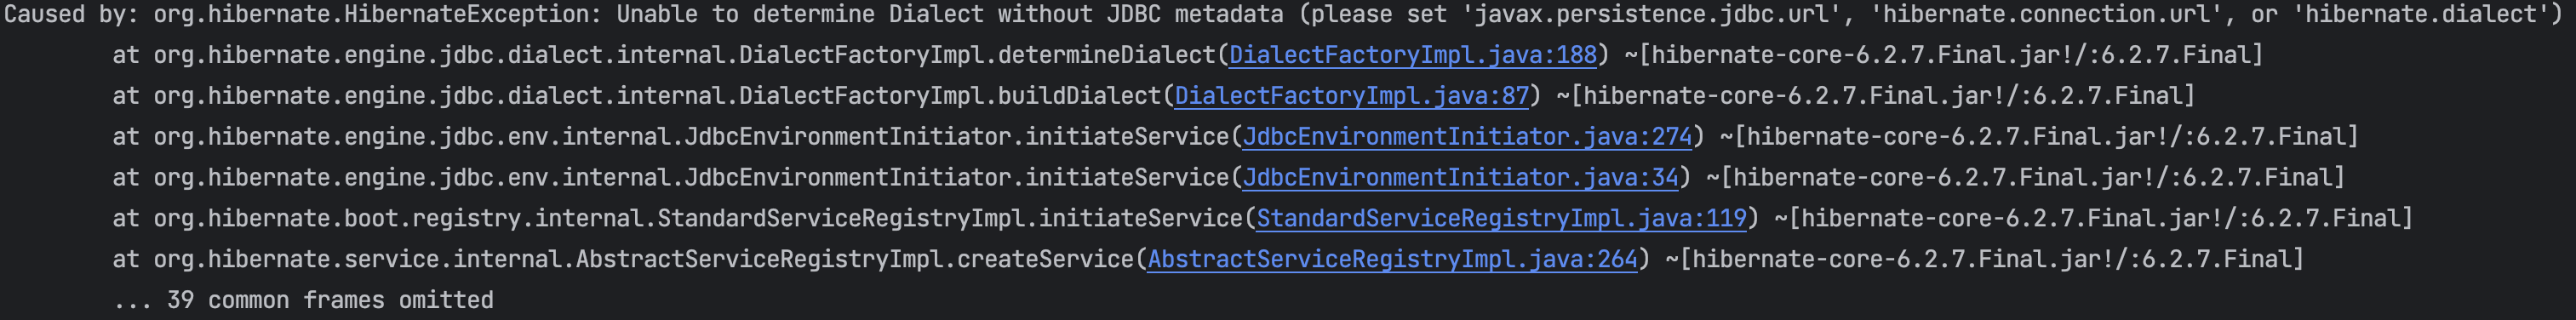 Caused by: org.hibernate.HibernateException: Unable to determine Dialect without JDBC metadata (please set 'javax.persistence.jdbc.url', 'hibernate.connection.url', or 'hibernate.dialect')
at org.hibernate.engine.jdbc.dialect.internal.DialectFactoryImpl.determineDialect(DialectFactoryImpl.java:188) ~[hibernate-core-6.2.7.Final.jar!/:6.2.7.Final]
at org.hibernate.engine.jdbc.dialect.internal.DialectFactoryImpl.buildDialect(DialectFactoryImpl.java:87) ~[hibernate-core-6.2.7.Final.jar!/:6.2.7.Final]
at org.hibernate.engine.jdbc.env.internal.JdbcEnvironmentInitiator.initiateService(JdbcEnvironmentInitiator.java:274) ~[hibernate-core-6.2.7.Final.jar!/:6.2.7.Final]
at org.hibernate.engine.jdbc.env.internal.JdbcEnvironmentInitiator.initiateService(JdbcEnvironmentInitiator.java:34) ~[hibernate-core-6.2.7.Final.jar!/:6.2.7.Final]
at org.hibernate.boot.registry.internal.StandardServiceRegistryImpl.initiateService(StandardServiceRegistryImpl.java:119) ~[hibernate-core-6.2.7.Final.jar!/:6.2.7.Final]
at org.hibernate.service.internal.AbstractServiceRegistryImpl.createService(AbstractServiceRegistryImpl.java:264) ~[hibernate-core-6.2.7.Final.jar!/:6.2.7.Final]
... 39 common frames omitted